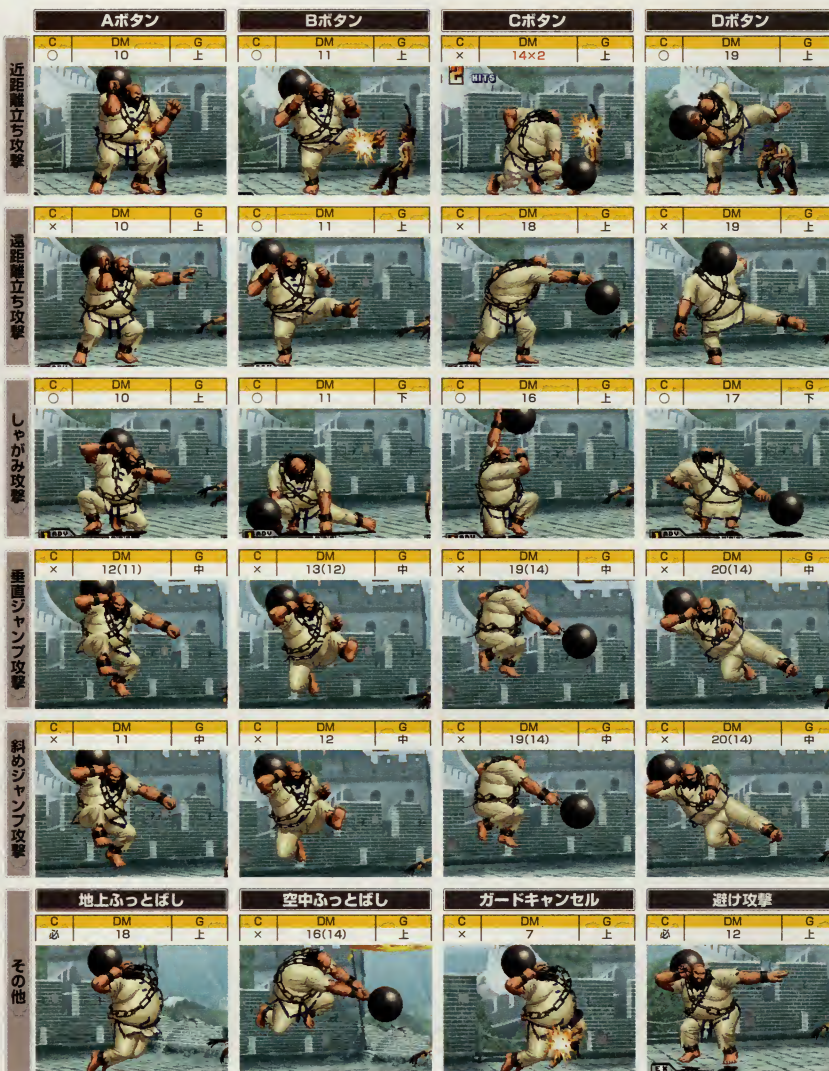 Aボタン Bボタン Cボタン Dボタン
近距離立ち攻撃
C DM G C DM G C DM G C DM G
○ 10 上 ○ 11 上 × 14×2 上 ○ 19 上
2 HITS
遠距離立ち攻撃
C DM G C DM G C DM G C DM G
× 10 上 ○ 11 上 × 18 上 × 19 上
しゃがみ攻撃
C DM G C DM G C DM G C DM G
○ 10 上 ○ 11 下 ○ 16 上 ○ 17 下
垂直ジャンプ攻撃
C DM G C DM G C DM G C DM G
× 12(11) 中 × 13(12) 中 × 19(14) 中 × 20(14) 中
斜めジャンプ攻撃
C DM G C DM G C DM G C DM G
× 11 中 × 12 中 × 19(14) 中 × 20(14) 中
その他
地上ふっとばし 空中ふっとばし ガードキャンセル 避け攻撃
C DM G C DM G C DM G C DM G
必 18 上 × 16(14) 上 × 7 上 必 12 上